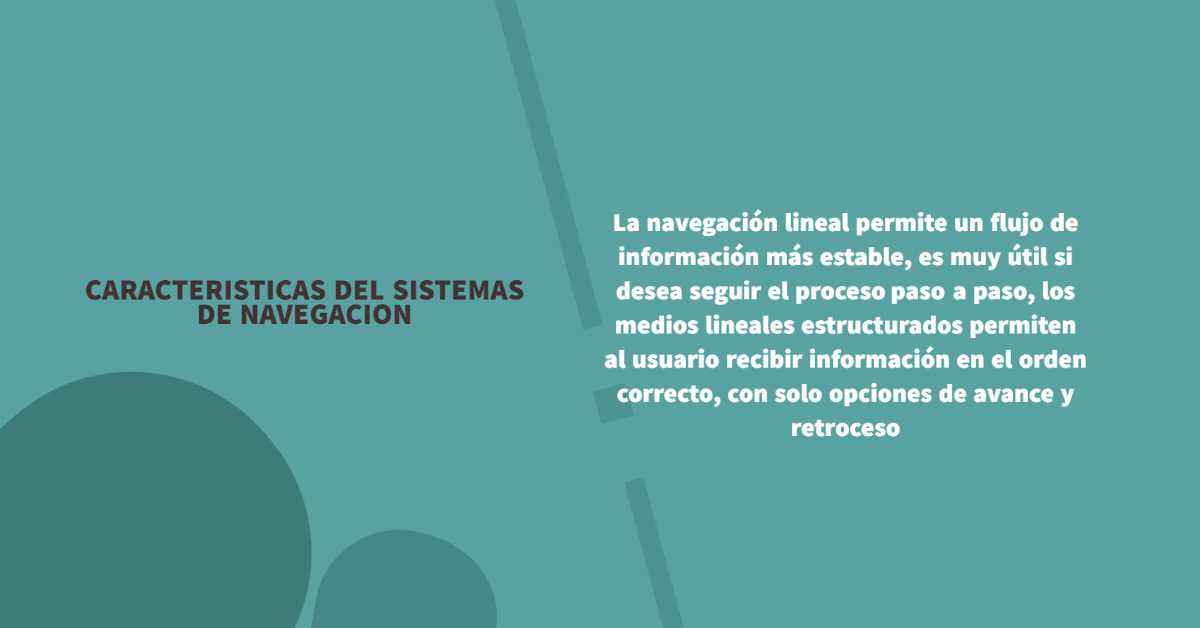 CARACTERISTICAS DEL SISTEMAS
DE NAVEGACION
La navegación lineal permite un flujo de
información más estable, es muy útil si
desea seguir el proceso paso a paso, los
medios lineales estructurados permiten
al usuario recibir información en el orden
correcto, con solo opciones de avance y
retroceso